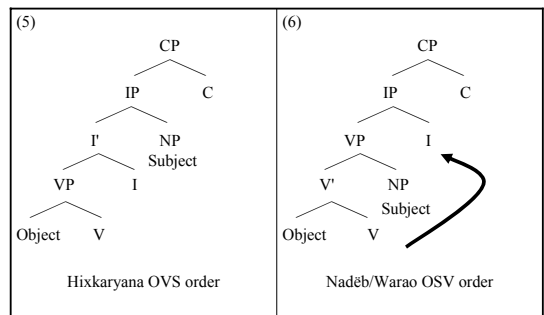 (5)
CP
IP C
I' NP
Subject
VP I
Object V
Hixkaryana OVS order
(6)
CP
IP C
VP I
V' NP
Subject
Object V
Nadëb/Warao OSV order